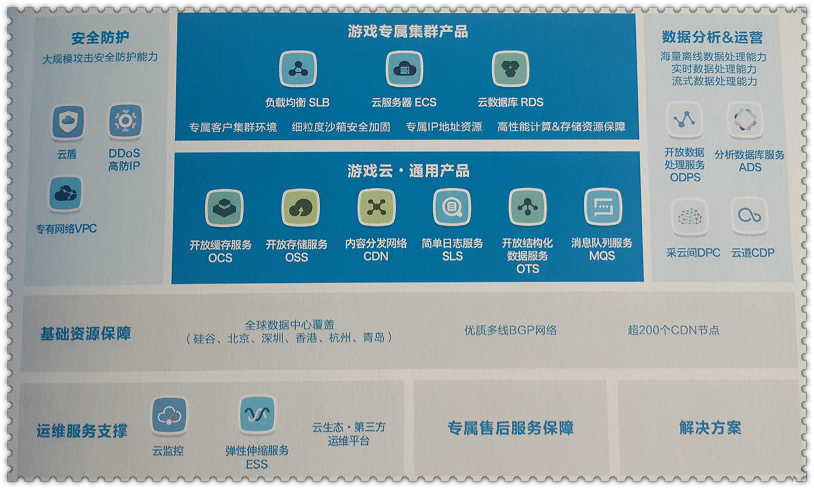 安全防护
大规模攻击安全防护能力
云盾
DDoS
高防IP
专有网络VPC
游戏专属集群产品
负载均衡 SLB
云服务器 ECS
云数据库 RDS
专属客户集群环境
细粒度沙箱安全加固
专属IP地址资源
高性能计算&存储资源保障
游戏云·通用产品
开放缓存服务
OCS
开放存储服务
OSS
内容分发网络
CDN
简单日志服务
SLS
开放结构化
数据服务
OTS
消息队列服务
MQS
数据分析&运营
海量离线数据处理能力
实时数据处理能力
流式数据处理能力
开放数据
处理服务
ODPS
分析数据库服务
ADS
采云间DPC
云道CDP
基础资源保障
全球数据中心覆盖
（硅谷、北京、深圳、香港、杭州、青岛）
优质多线BGP网络
超200个CDN节点
运维服务支撑
云监控
弹性伸缩服务
ESS
云生态·第三方
运维平台
专属售后服务保障
解决方案